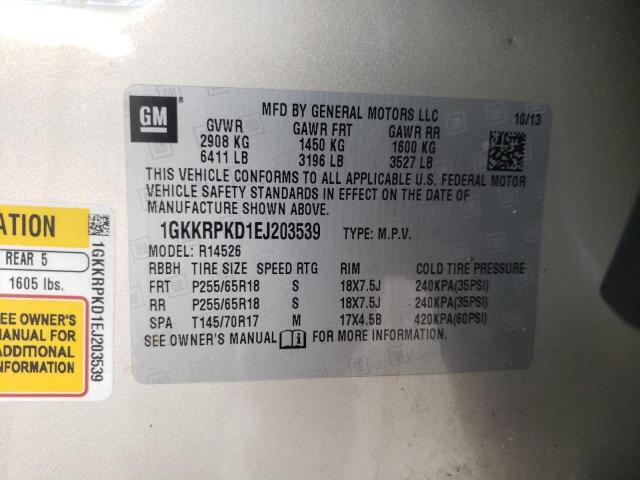 GM
MFD BY GENERAL MOTORS LLC
10/13
GVWR GAWR FRT GAWR RR
2908 KG 1450 KG 1600 KG
6411 LB 3196 LB 3527 LB
THIS VEHICLE CONFORMS TO ALL APPLICABLE U.S. FEDERAL MOTOR
VEHICLE SAFETY STANDARDS IN EFFECT ON THE DATE OF
MANUFACTURE SHOWN ABOVE.
1GKKRPKD1EJ203539 TYPE: M.P.V.
MODEL: R14526
RBBH TIRE SIZE SPEED RTG RIM COLD TIRE PRESSURE
FRT P255/65R18 S 18X7.5J 240KPA(35PSI)
RR P255/65R18 S 18X7.5J 240KPA(35PSI)
SPA T145/70R17 M 17X4.5B 420KPA(60PSI)
SEE OWNER'S MANUAL FOR MORE INFORMATION.
ATION
REAR 5
1605 lbs.
EE OWNER'S
MANUAL FOR
ADDITIONAL
1GKKRPKD1EJ203539